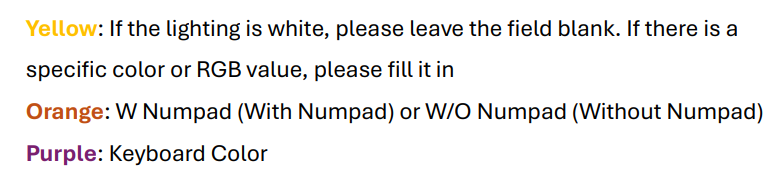 Yellow: If the lighting is white, please leave the field blank. If there is a
specific color or RGB value, please fill it in
Orange: W Numpad (With Numpad) or W/O Numpad (Without Numpad)
Purple: Keyboard Color